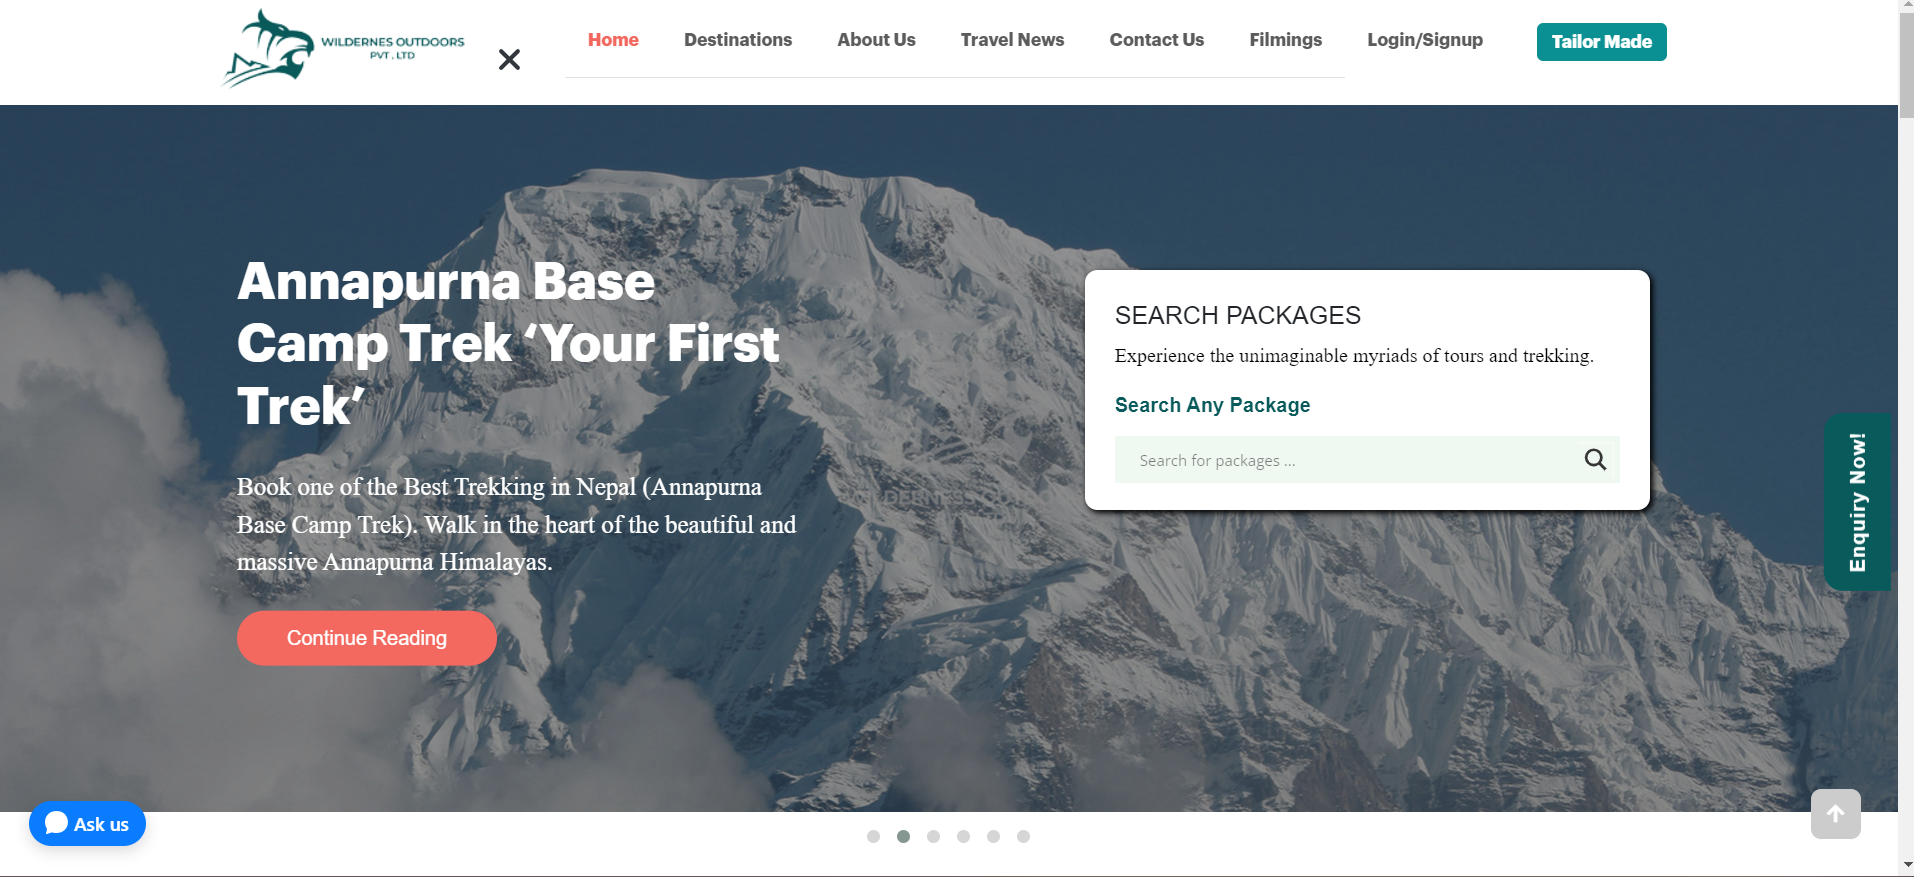 WILDERNES OUTDOORS
PVT . LTD
Home
Destinations
About Us
Travel News
Contact Us
Filmings
Login/Signup
Tailor Made
Annapurna Base
Camp Trek ‘Your First
Trek’
Book one of the Best Trekking in Nepal (Annapurna
Base Camp Trek). Walk in the heart of the beautiful and
massive Annapurna Himalayas.
Continue Reading
SEARCH PACKAGES
Experience the unimaginable myriads of tours and trekking.
Search Any Package
Search for packages ...
WILDERNESS
Enquiry Now!
Ask us